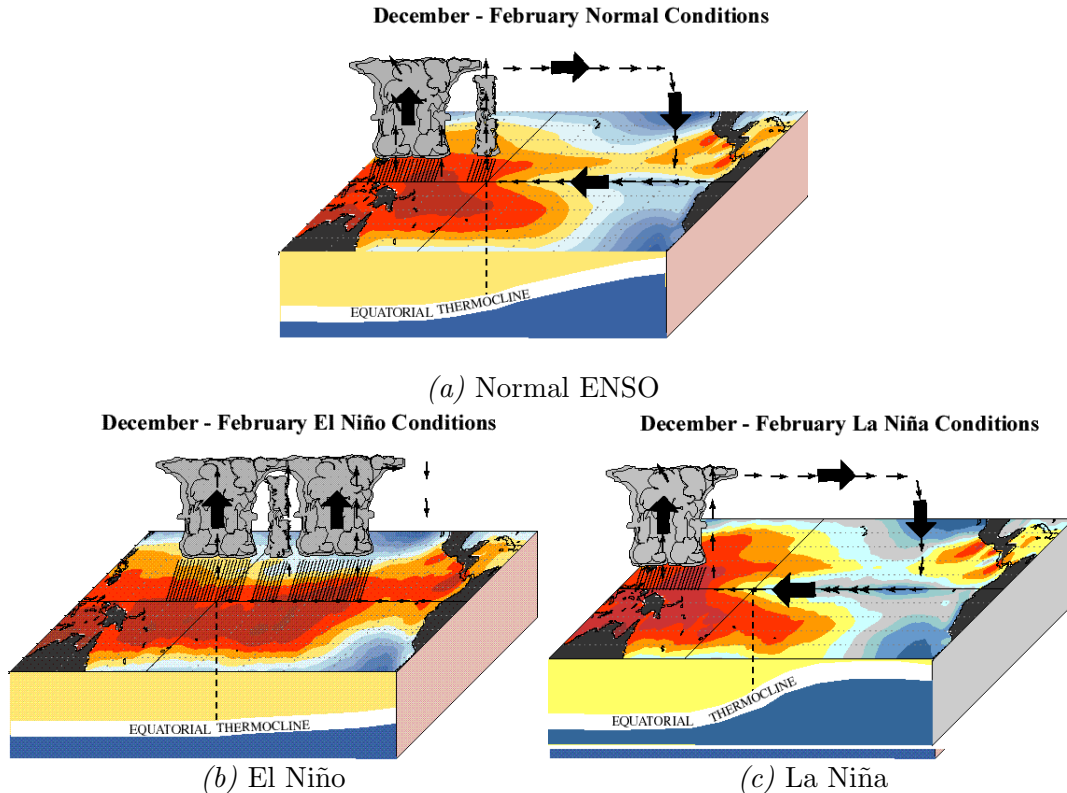 December - February Normal Conditions
EQUATORIAL THERMOCLINE
(a) Normal ENSO
December - February El Niño Conditions
EQUATORIAL THERMOCLINE
(b) El Niño
December - February La Niña Conditions
EQUATORIAL THERMOCLINE
(c) La Niña